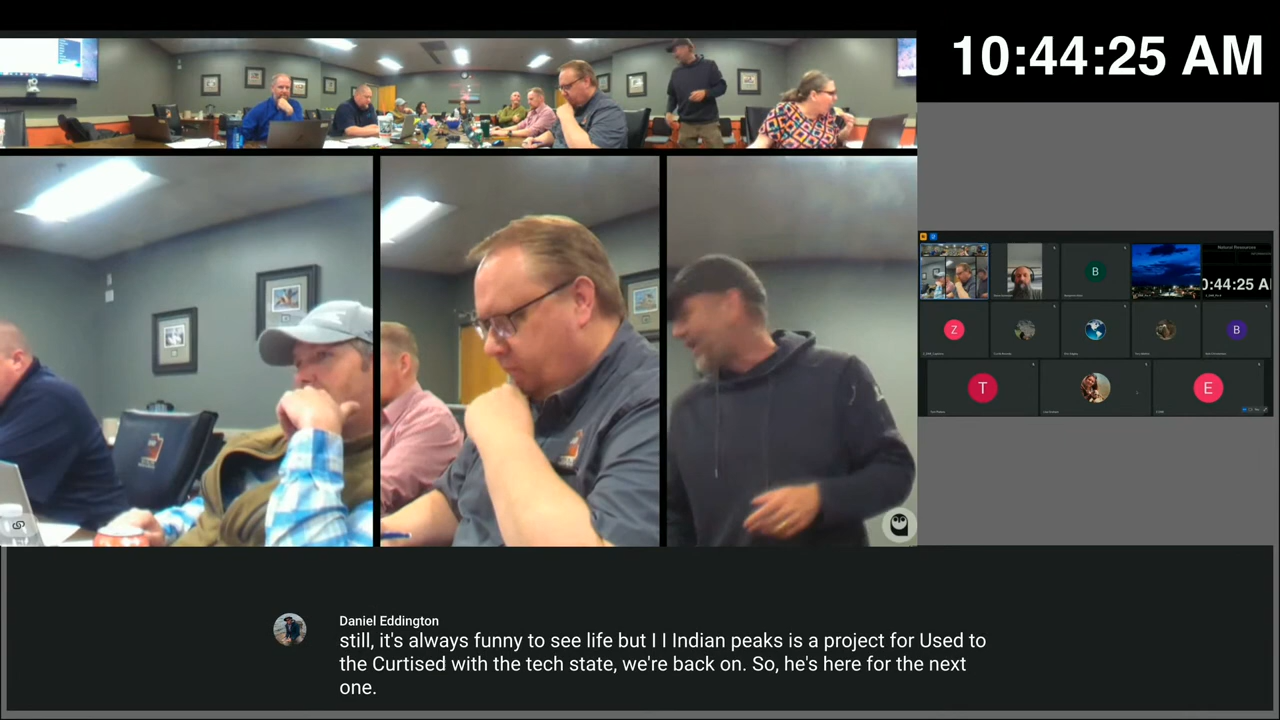 10:44:25 AM
Natural Resources
0:44:25 A
B
Z
B
T
E
Daniel Eddington
still, it's always funny to see life but I I Indian peaks is a project for Used to
the Curtised with the tech state, we're back on. So, he's here for the next
one.